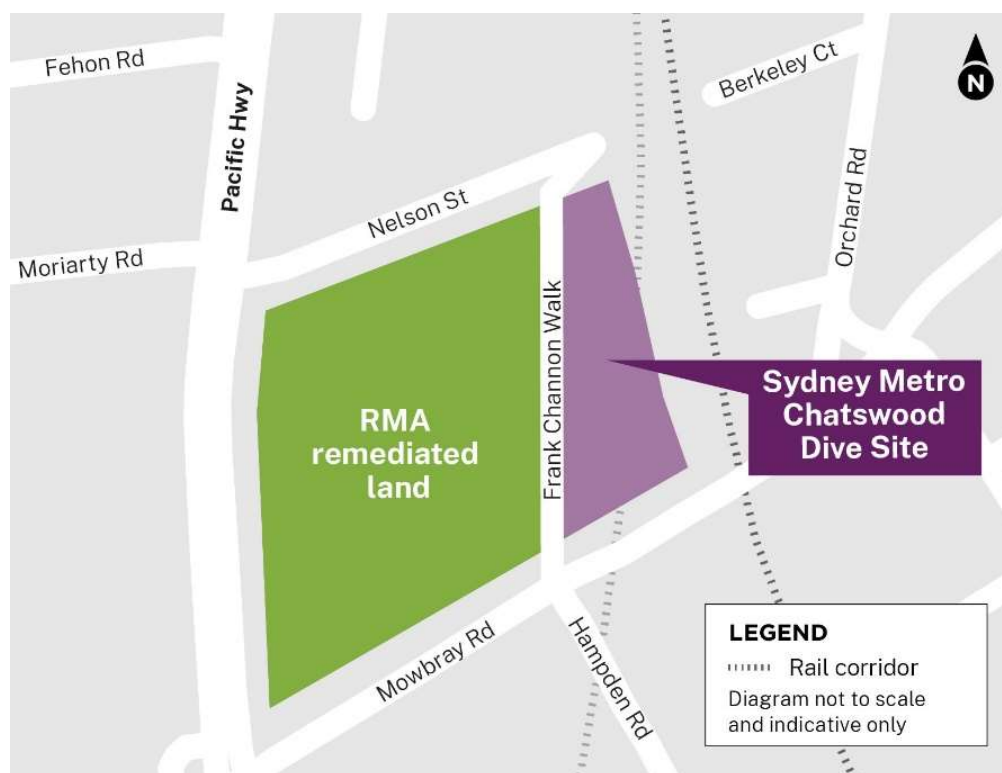 Fehon Rd
Pacific Hwy
Berkeley Ct
N
Nelson St
Orchard Rd
Moriarty Rd
Frank Channon Walk
RMA
remediated
land
Sydney Metro
Chatswood
Dive Site
Mowbray Rd
Hampden Rd
LEGEND
Rail corridor
Diagram not to scale
and indicative only